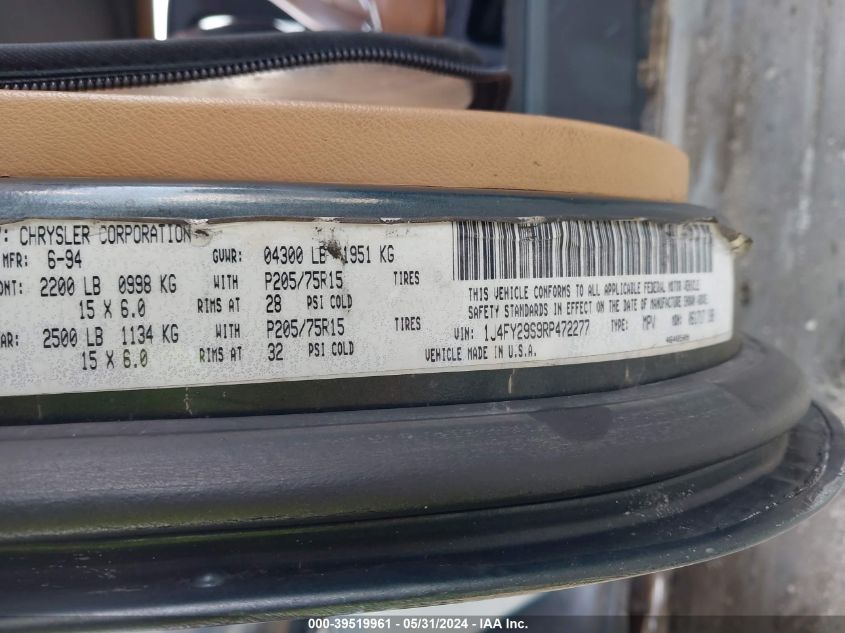 Y: CHRYSLER CORPORATION
MFR: 6-94 GVWR: 04300 LB 1951 KG
ONT: 2200 LB 0998 KG WITH P205/75R15 TIRES
15 X 6.0 RIMS AT 28 PSI COLD
AR: 2500 LB 1134 KG WITH P205/75R15 TIRES
15 X 6.0 RIMS AT 32 PSI COLD
THIS VEHICLE CONFORMS TO ALL APPLICABLE FEDERAL MOTOR VEHICLE
SAFETY STANDARDS IN EFFECT ON THE DATE OF MANUFACTURE SHOWN ABOVE.
VIN: 1J4FY29S9RP472277 TYPE: MPV
VEHICLE MADE IN U.S.A.
000-39519961 - 05/31/2024 - IAA Inc.